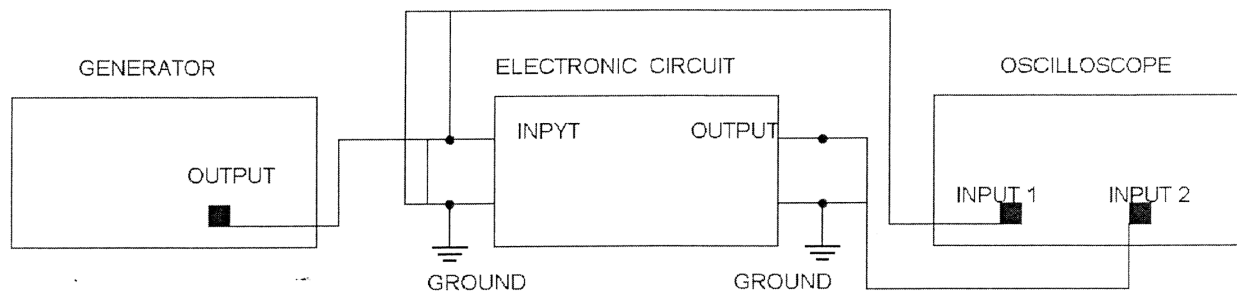 GENERATOR
ELECTRONIC CIRCUIT
OSCILLOSCOPE
INPYT
OUTPUT
OUTPUT
INPUT 1
INPUT 2
GROUND
GROUND